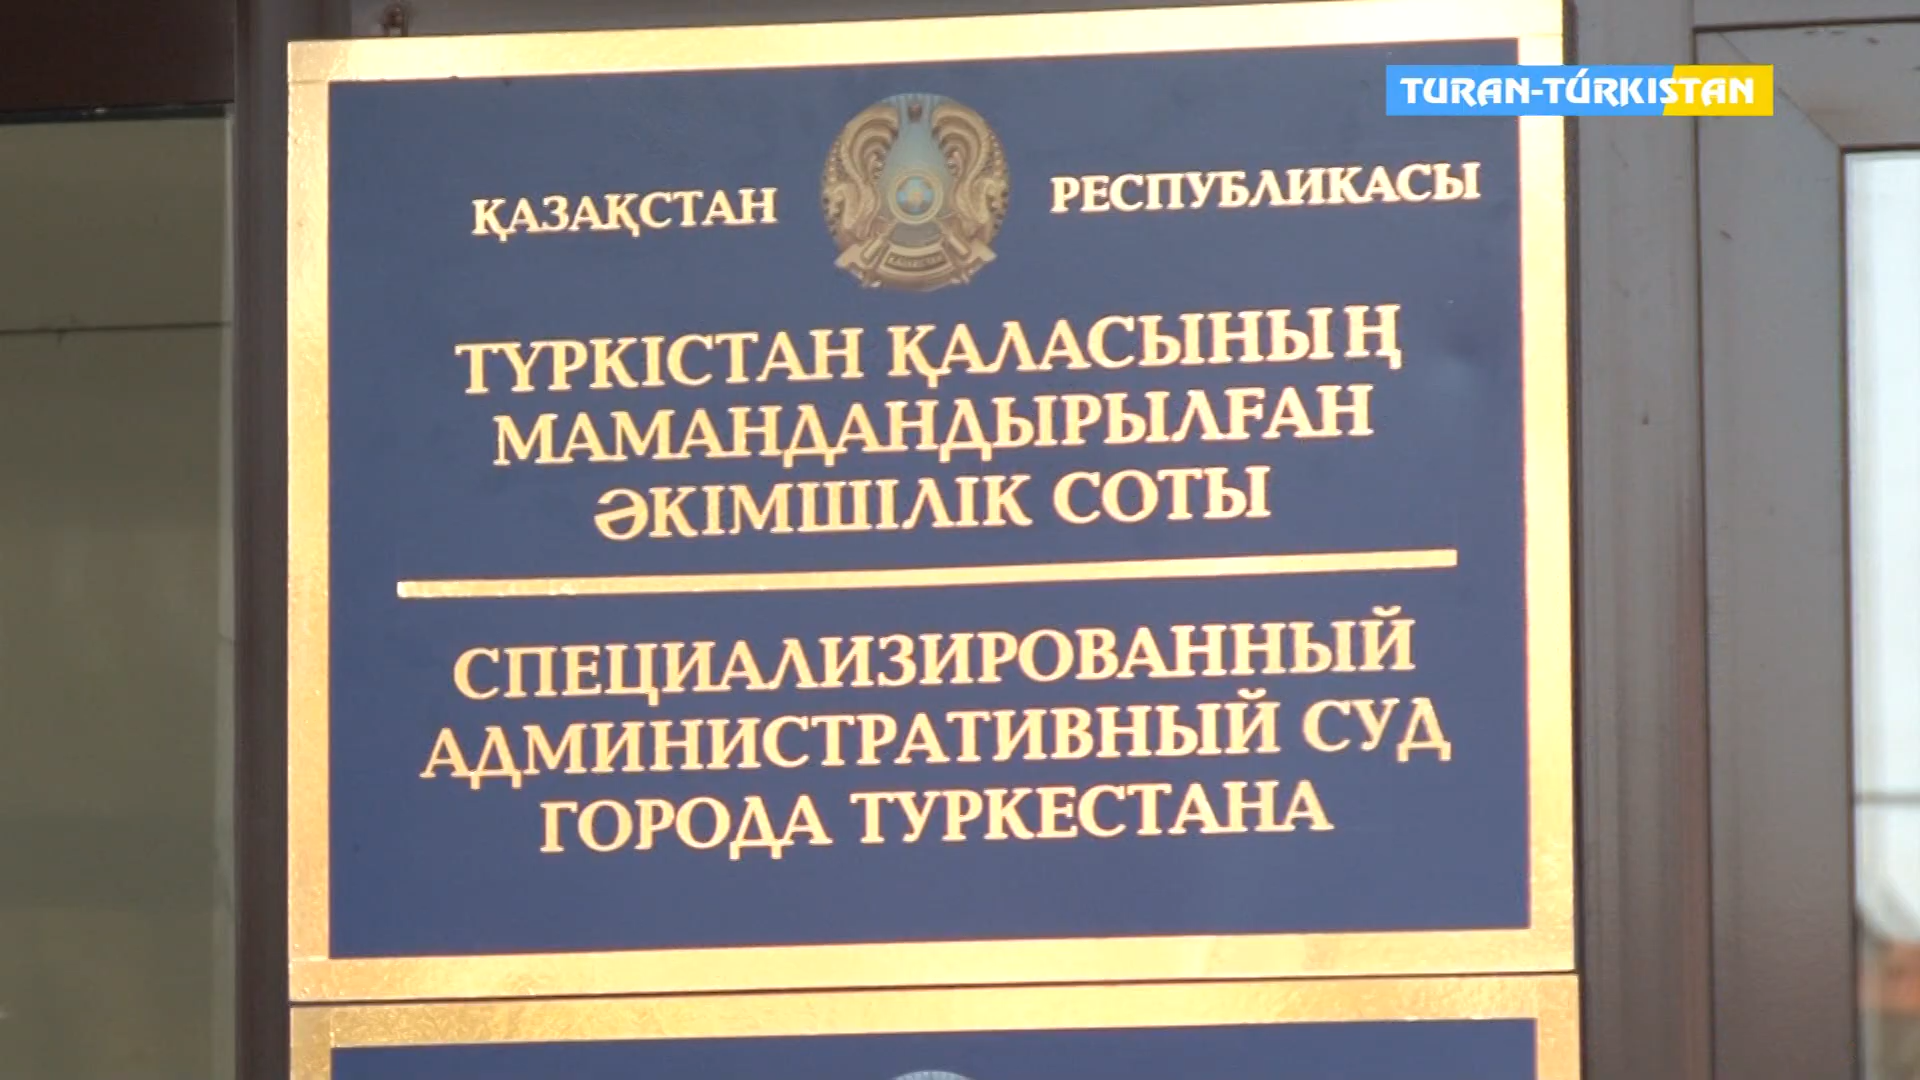 TURAN-TÚRKISTAN
ҚАЗАҚСТАН РЕСПУБЛИКАСЫ
ТҮРКІСТАН ҚАЛАСЫНЫҢ
МАМАНДАНДЫРЫЛҒАН
ӘКІМШІЛІК СОТЫ
СПЕЦИАЛИЗИРОВАННЫЙ
АДМИНИСТРАТИВНЫЙ СУД
ГОРОДА ТУРКЕСТАНА